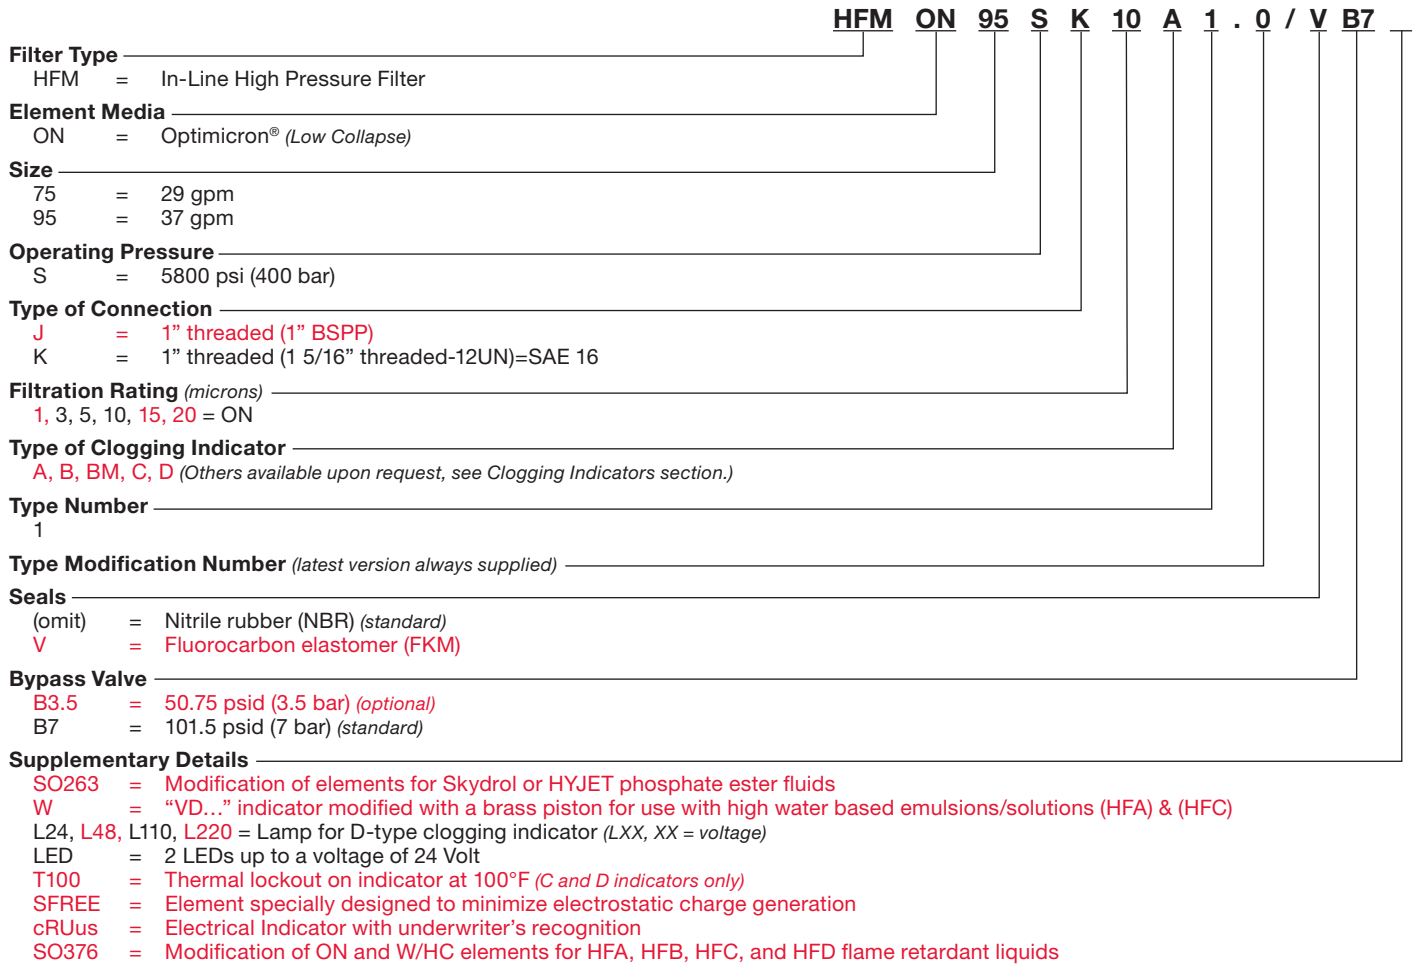 HFM ON 95 S K 10 A 1 . 0 / V B7
Filter Type
HFM = In-Line High Pressure Filter
Element Media
ON = Optimicron® (Low Collapse)
Size
75 = 29 gpm
95 = 37 gpm
Operating Pressure
S = 5800 psi (400 bar)
Type of Connection
J = 1” threaded (1” BSPP)
K = 1” threaded (1 5/16” threaded-12UN)=SAE 16
Filtration Rating (microns)
1, 3, 5, 10, 15, 20 = ON
Type of Clogging Indicator
A, B, BM, C, D (Others available upon request, see Clogging Indicators section.)
Type Number
1
Type Modification Number (latest version always supplied)
Seals
(omit) = Nitrile rubber (NBR) (standard)
V = Fluorocarbon elastomer (FKM)
Bypass Valve
B3.5 = 50.75 psid (3.5 bar) (optional)
B7 = 101.5 psid (7 bar) (standard)
Supplementary Details
SO263 = Modification of elements for Skydrol or HYJET phosphate ester fluids
W = “VD…” indicator modified with a brass piston for use with high water based emulsions/solutions (HFA) & (HFC)
L24, L48, L110, L220 = Lamp for D-type clogging indicator (LXX, XX = voltage)
LED = 2 LEDs up to a voltage of 24 Volt
T100 = Thermal lockout on indicator at 100°F (C and D indicators only)
SFREE = Element specially designed to minimize electrostatic charge generation
cRUus = Electrical Indicator with underwriter’s recognition
SO376 = Modification of ON and W/HC elements for HFA, HFB, HFC, and HFD flame retardant liquids